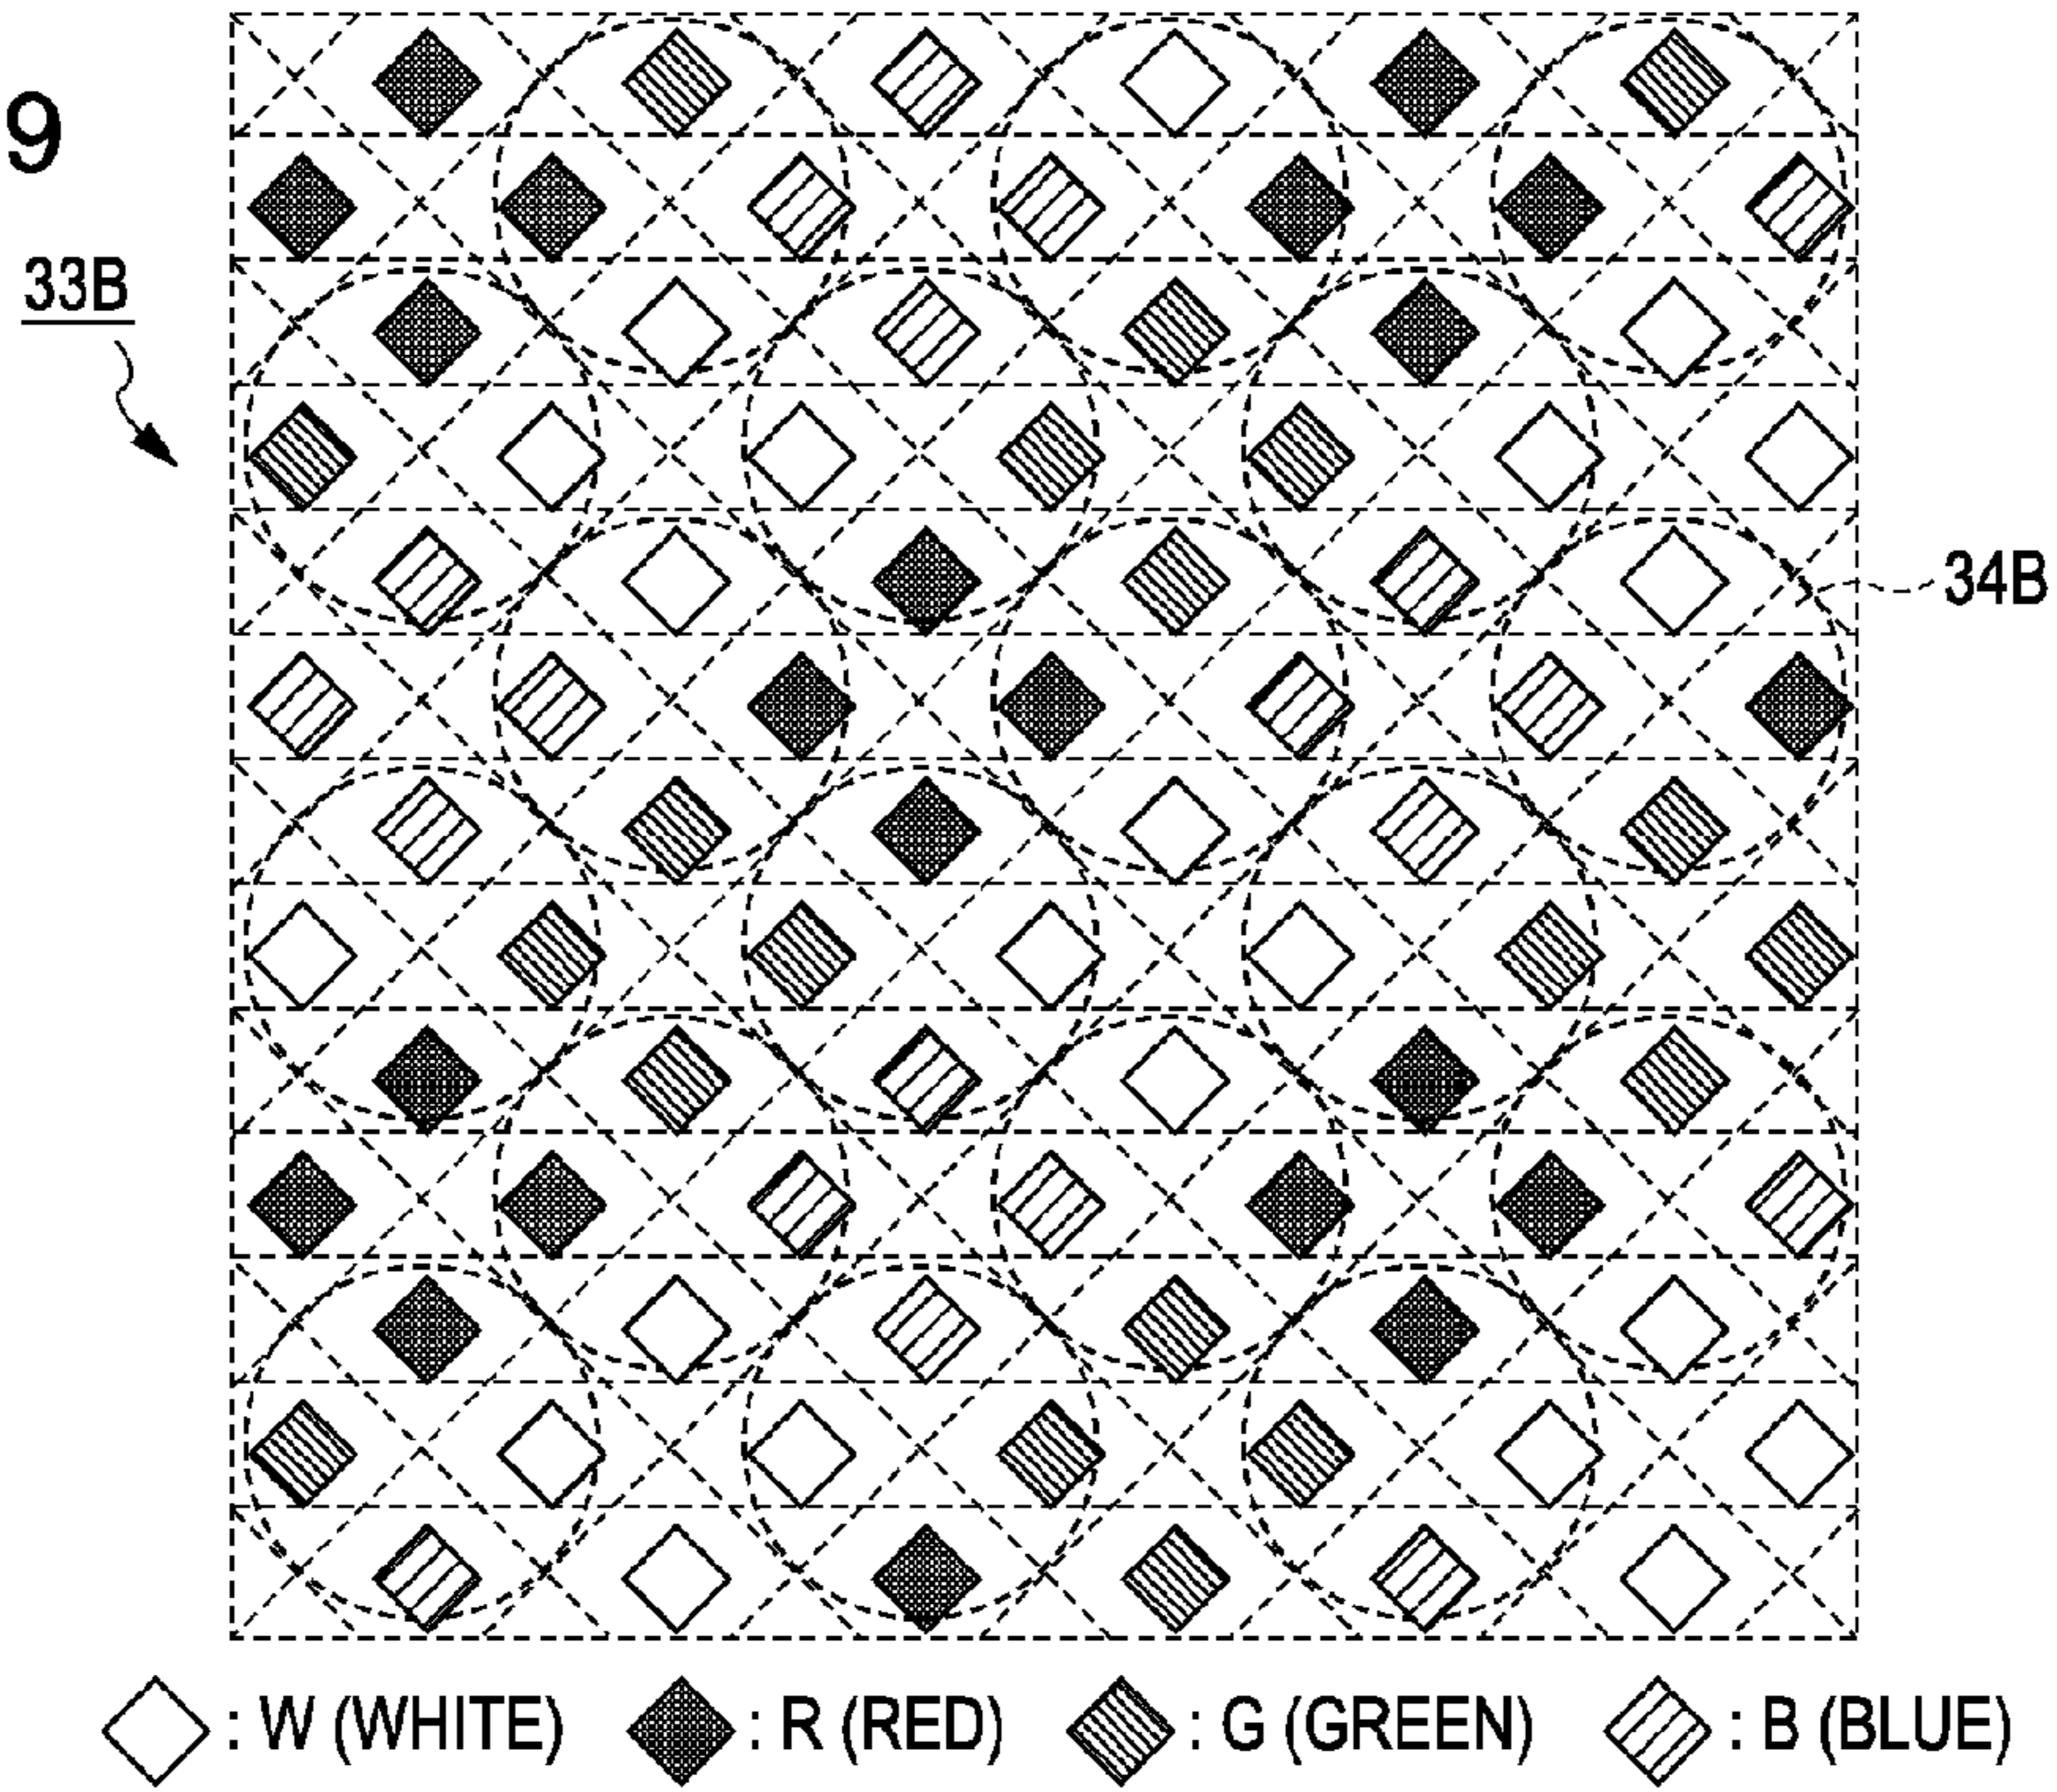 9
33B
34B
: W (WHITE) : R (RED) : G (GREEN) : B (BLUE)